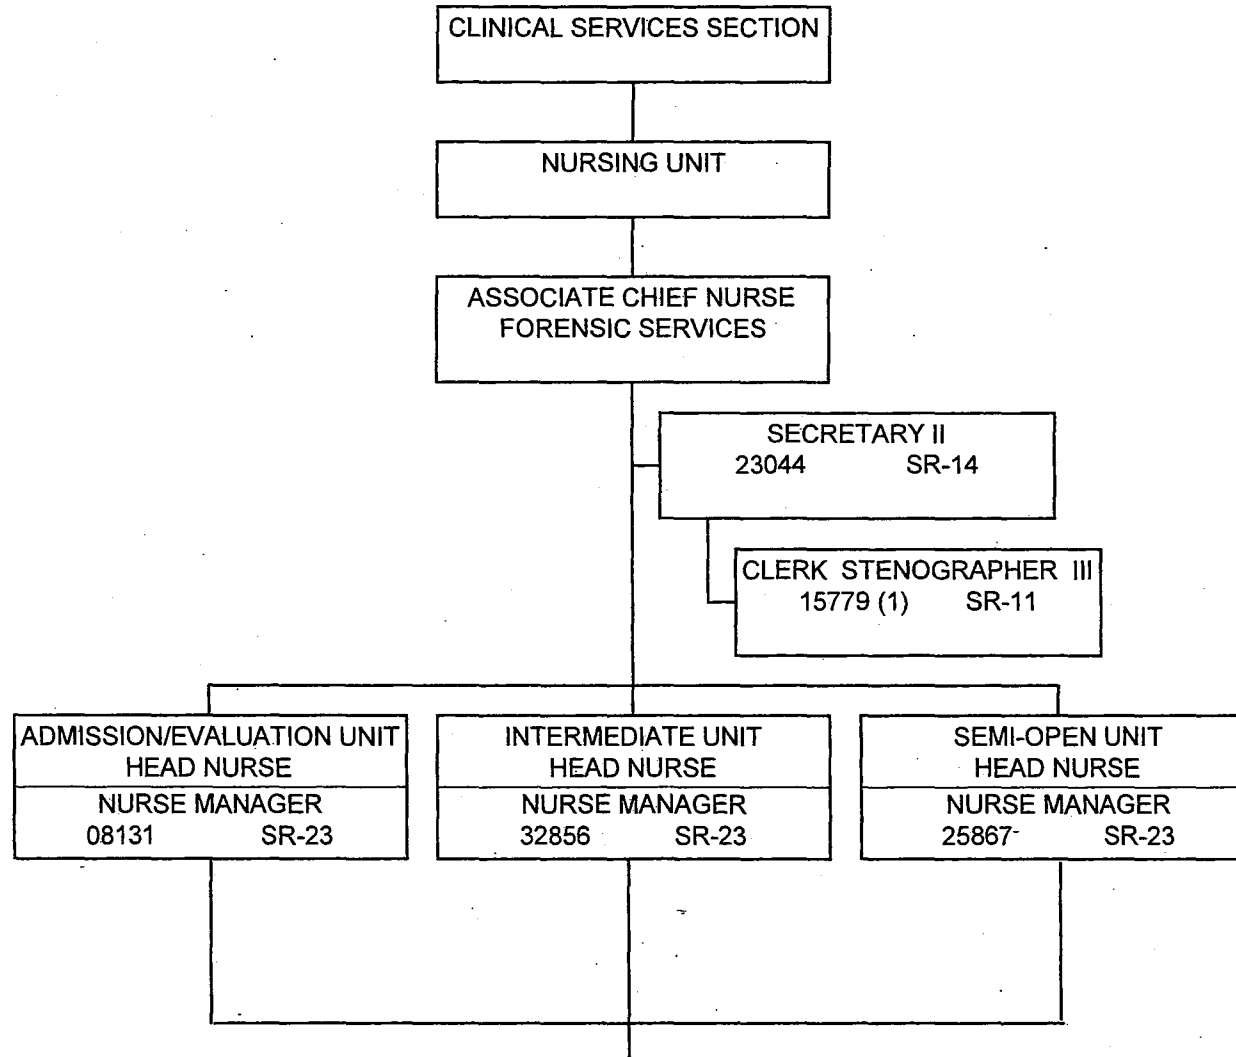 CLINICAL SERVICES SECTION
NURSING UNIT
ASSOCIATE CHIEF NURSE
FORENSIC SERVICES
SECRETARY II
23044 SR-14
CLERK STENOGRAPHER III
15779 (1) SR-11
ADMISSION/EVALUATION UNIT
HEAD NURSE
NURSE MANAGER
08131 SR-23
INTERMEDIATE UNIT
HEAD NURSE
NURSE MANAGER
32856 SR-23
SEMI-OPEN UNIT
HEAD NURSE
NURSE MANAGER
25867 SR-23